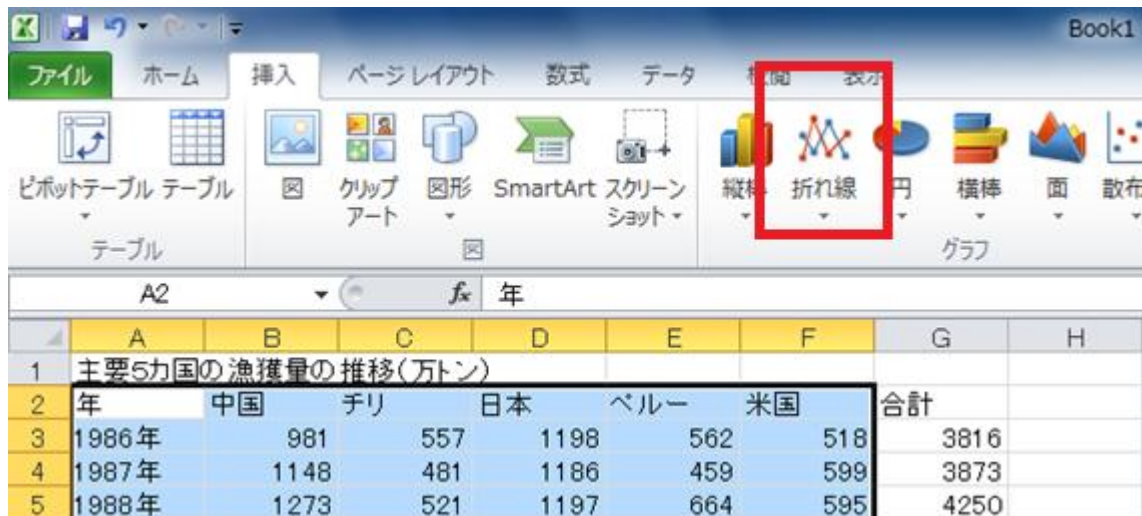 Book1
ファイル ホーム 挿入 ページ レイアウト 数式 データ 校閲 表示
ピボットテーブル テーブル 図 クリップ アート 図形 SmartArt スクリーン ショット 縦棒 折れ線 円 横棒 面 散布
テーブル 図 グラフ
A2 fx 年
A B C D E F G H
1 主要5カ国の漁獲量の推移(万トン)
2 年 中国 チリ 日本 ペルー 米国 合計
3 1986年 981 557 1198 562 518 3816
4 1987年 1148 481 1186 459 599 3873
5 1988年 1273 521 1197 664 595 4250